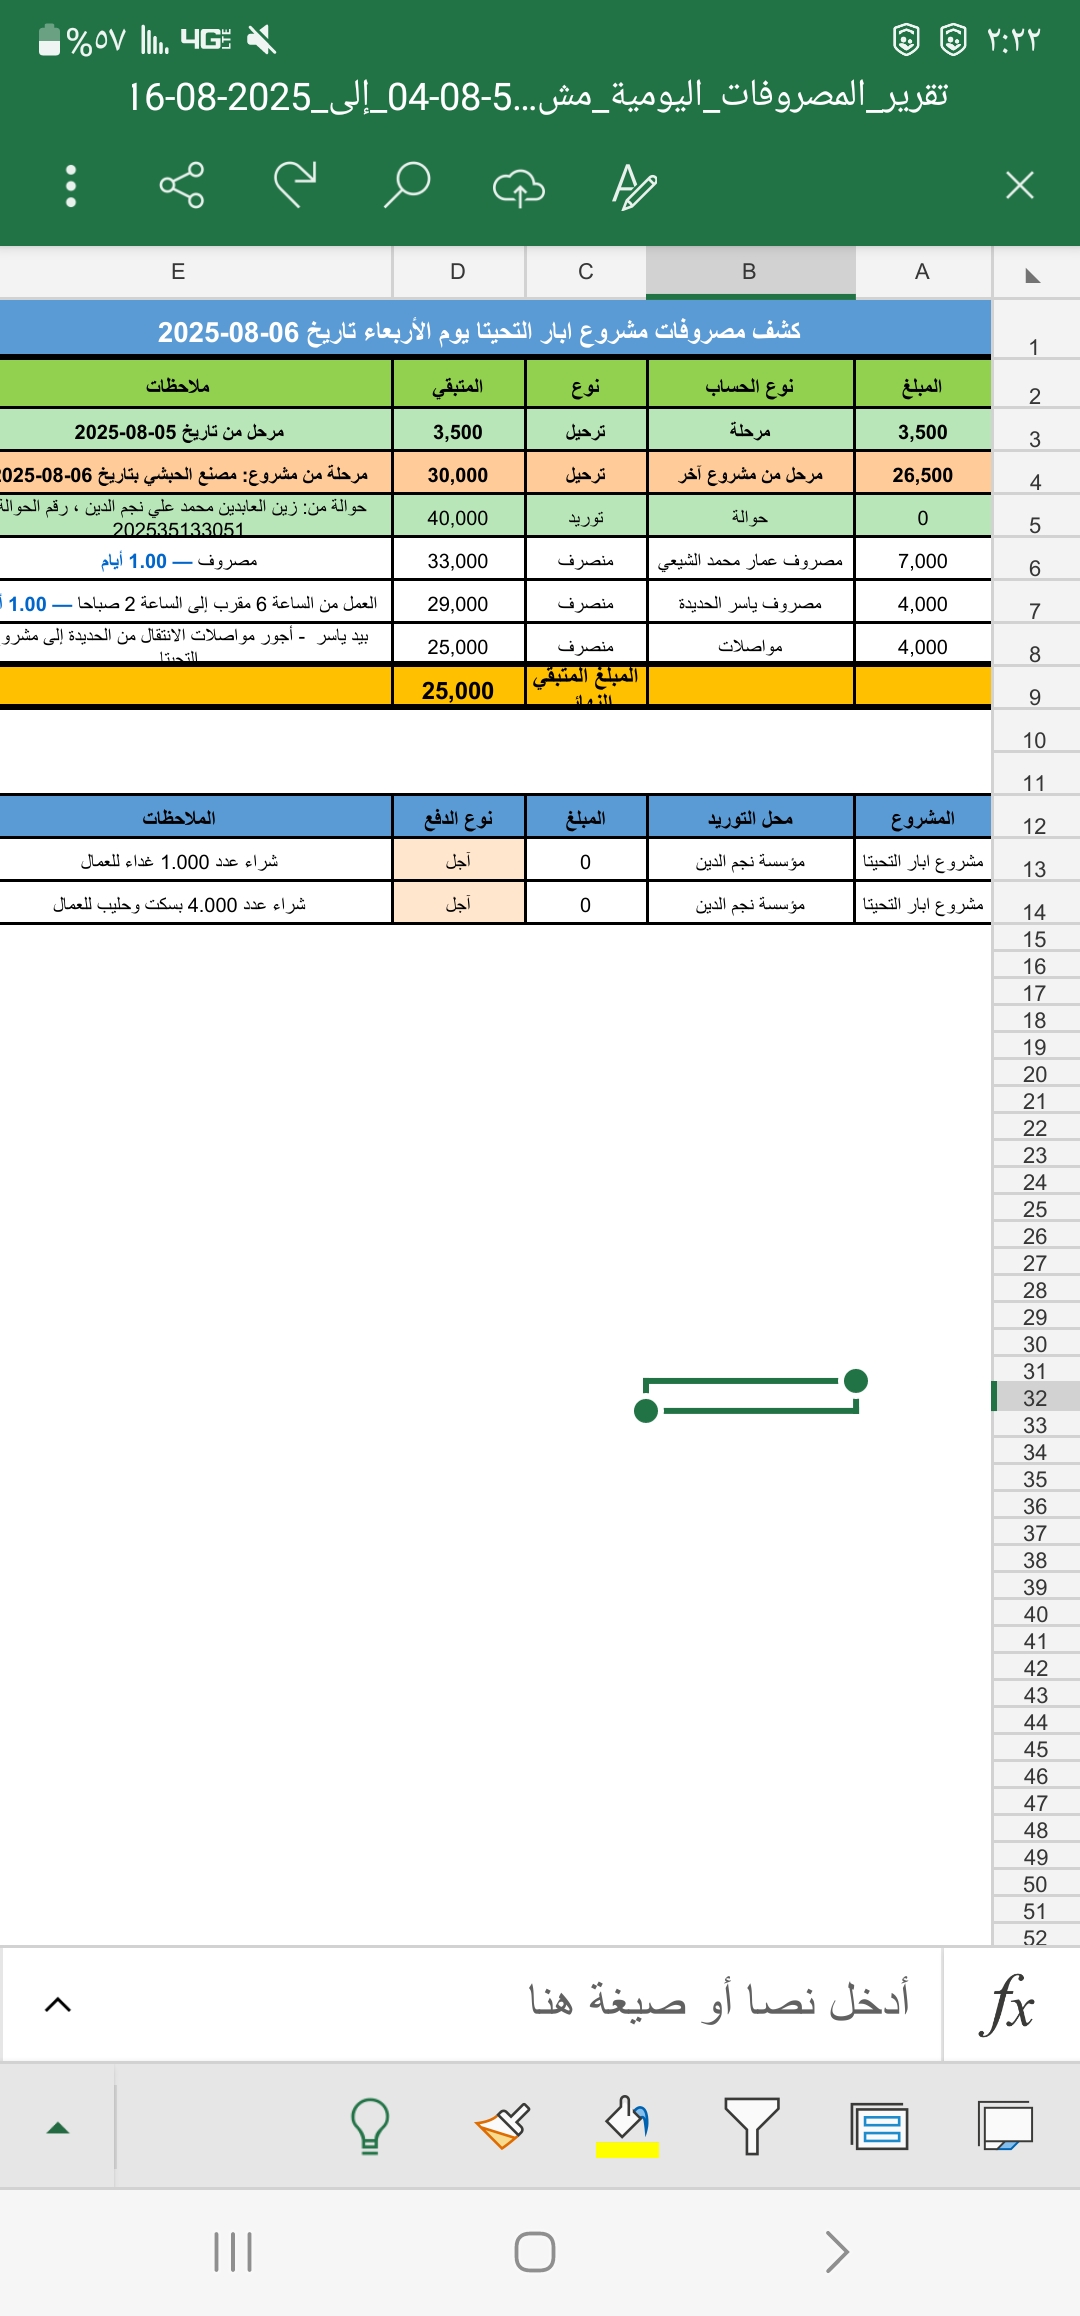 ٢:٢٢ 4G LTE %٥٧
تقرير_المصروفات_اليومية_مش...5-08-04_إلى_2025-08-16
A B C D E
1 كشف مصروفات مشروع ابار التحيتا يوم الأربعاء تاريخ 06-08-2025
2 المبلغ نوع الحساب نوع المتبقي ملاحظات
3 3,500 مرحلة ترحيل 3,500 مرحل من تاريخ 05-08-2025
4 26,500 مرحل من مشروع آخر ترحيل 30,000 مرحلة من مشروع: مصنع الحبشي بتاريخ 06-08-2025
5 0 حوالة توريد 40,000 حوالة من: زين العابدين محمد علي نجم الدين ، رقم الحوالة
202535133051
6 7,000 مصروف عمار محمد الشيعي منصرف 33,000 مصروف — 1.00 أيام
7 4,000 مصروف ياسر الحديدة منصرف 29,000 العمل من الساعة 6 مقرب إلى الساعة 2 صباحا — 1.00
8 4,000 مواصلات منصرف 25,000 بيد ياسر - أجور مواصلات الانتقال من الحديدة إلى مشرو
التحيتا
9 المبلغ المتبقي 25,000
10
11
12 المشروع محل التوريد المبلغ نوع الدفع الملاحظات
13 مشروع ابار التحيتا مؤسسة نجم الدين 0 آجل شراء عدد 1.000 غداء للعمال
14 مشروع ابار التحيتا مؤسسة نجم الدين 0 آجل شراء عدد 4.000 بسكت وحليب للعمال
15
16
17
18
19
20
21
22
23
24
25
26
27
28
29
30
31
32
33
34
35
36
37
38
39
40
41
42
43
44
45
46
47
48
49
50
51
52
fx أدخل نصا أو صيغة هنا